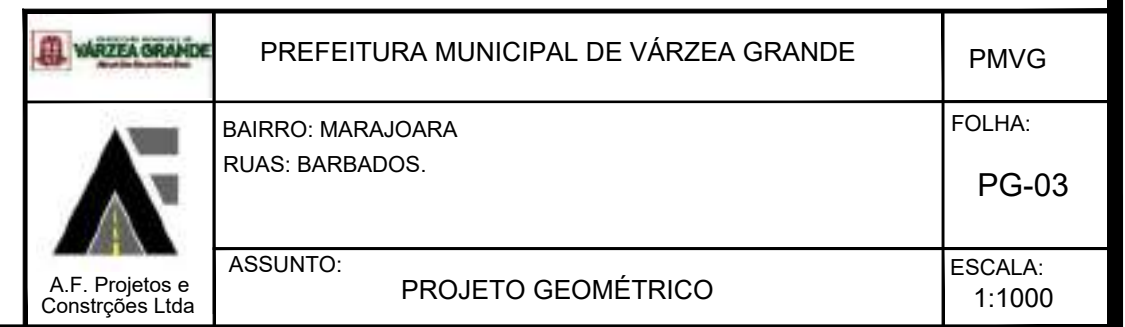 VÁRZEA GRANDE
PREFEITURA MUNICIPAL DE VÁRZEA GRANDE
PMVG
BAIRRO: MARAJOARA
RUAS: BARBADOS.
FOLHA:
PG-03
A.F. Projetos e
Constrções Ltda
ASSUNTO:
PROJETO GEOMÉTRICO
ESCALA:
1:1000